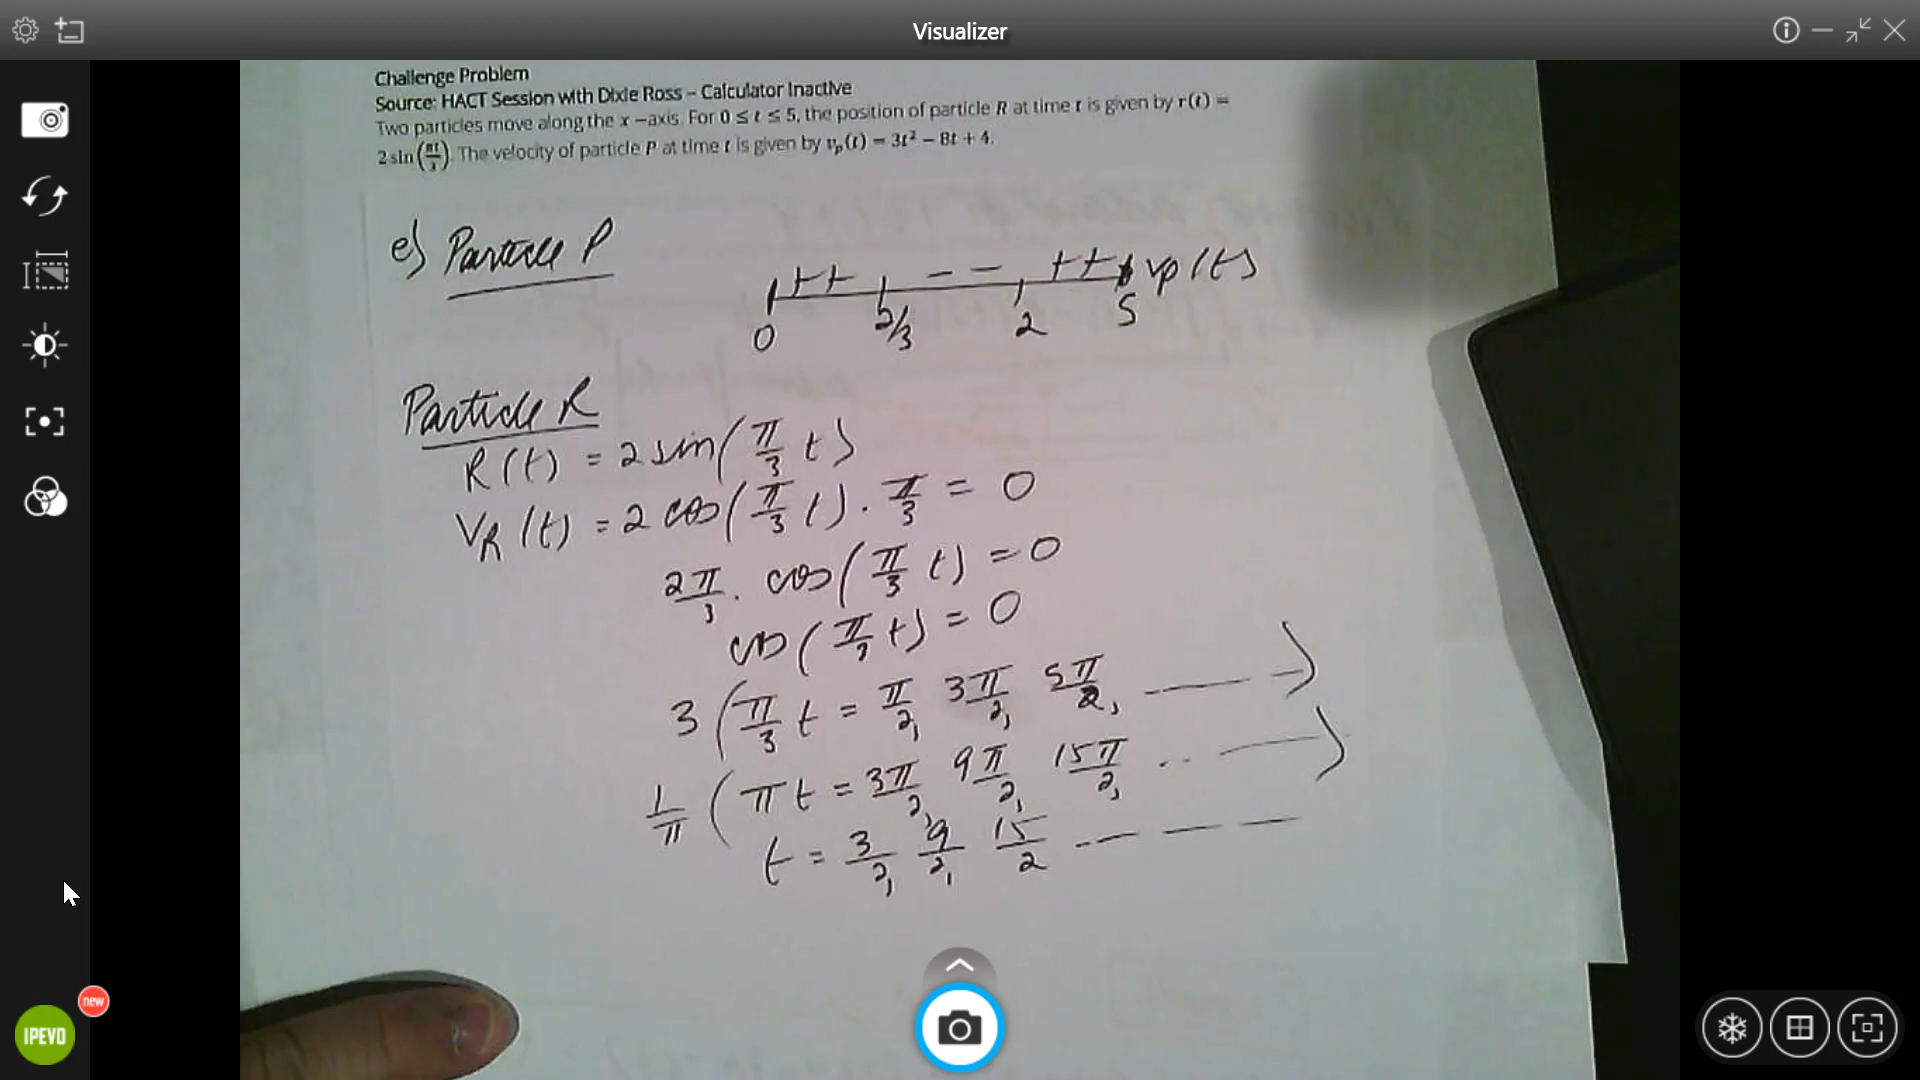 Visualizer
Challenge Problem
Source: HACT Session with Dixie Ross – Calculator Inactive
Two particles move along the x –axis. For 0 ≤ t ≤ 5, the position of particle R at time t is given by r(t) =
2 sin(πt/3). The velocity of particle P at time t is given by vₚ(t) = 3t² – 8t + 4.
e) Particle P
++ -- ++ vp(t)
0 2/3 2 5
Particle R
R(t) = 2 sin(π/3 t)
V_R(t) = 2 cos(π/3 t) · π/3 = 0
2π/3 · cos(π/3 t) = 0
cos(π/3 t) = 0
3 (π/3 t = π/2, 3π/2, 5π/2, ------)
1/π (πt = 3π/2, 9π/2, 15π/2, .. ---)
t = 3/2, 9/2, 15/2 -- -- --
new
IPEVO